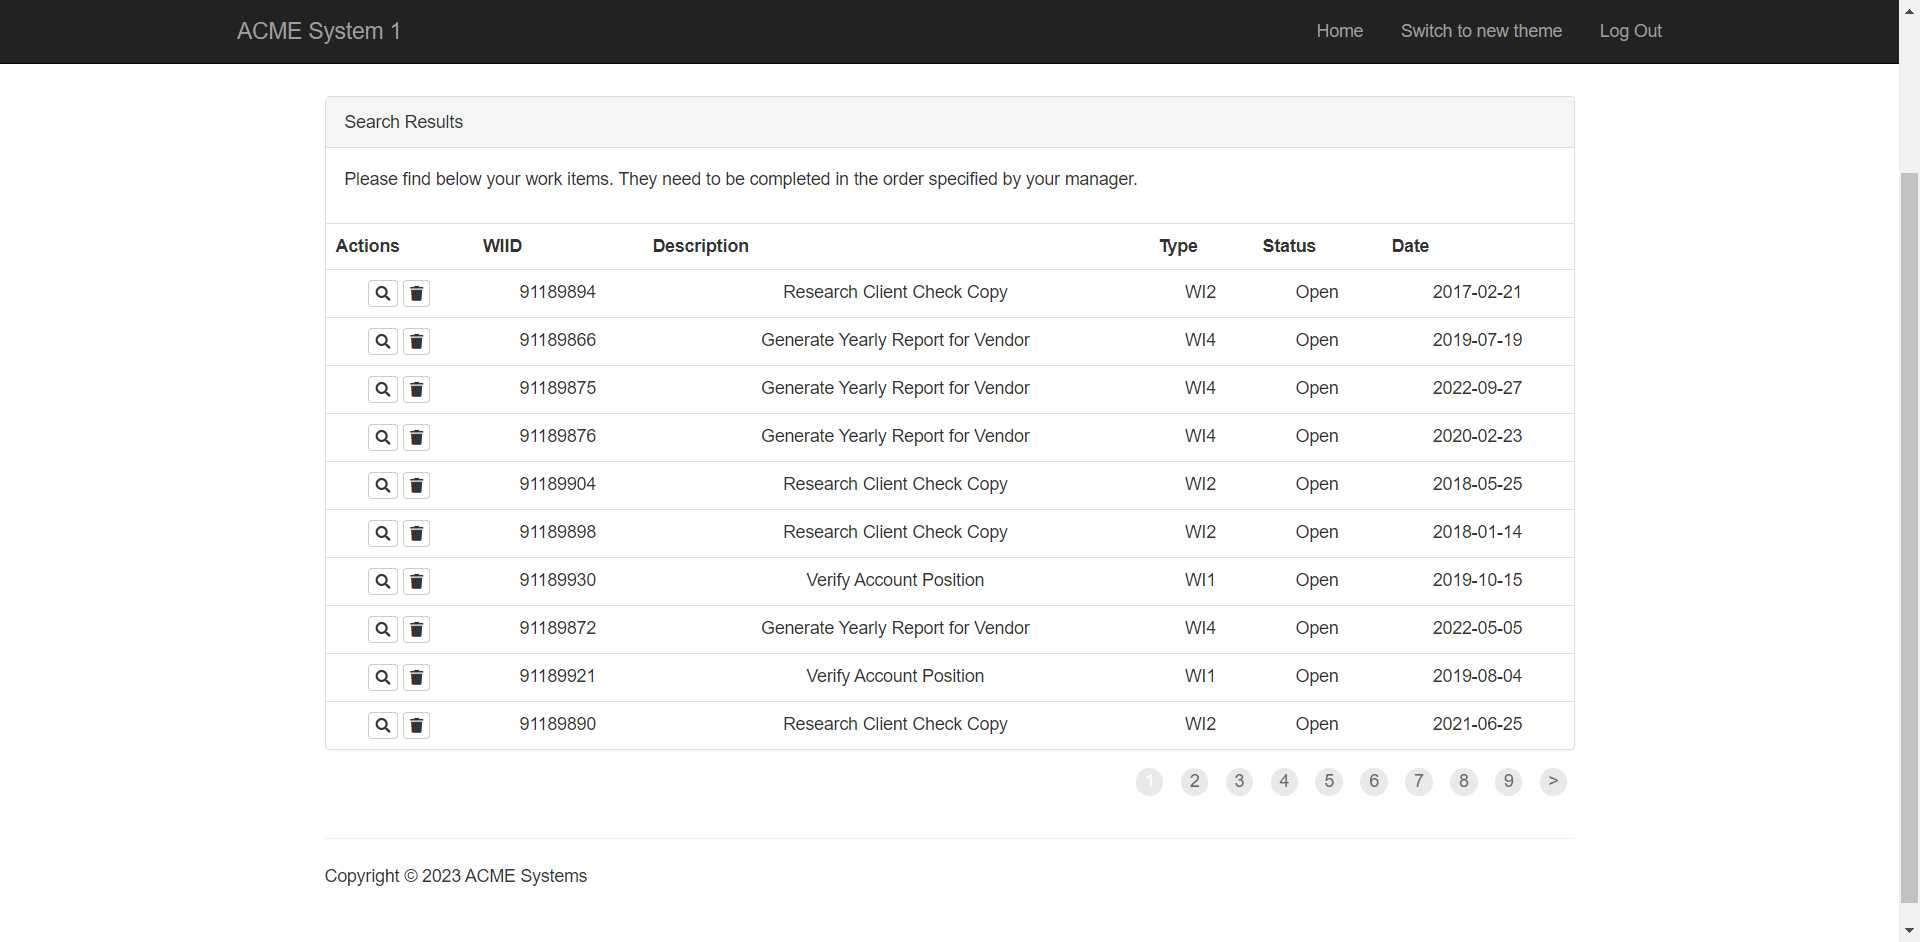 ACME System 1 Home Switch to new theme Log Out
Search Results
Please find below your work items. They need to be completed in the order specified by your manager.
Actions WIID Description Type Status Date
91189894 Research Client Check Copy WI2 Open 2017-02-21
91189866 Generate Yearly Report for Vendor WI4 Open 2019-07-19
91189875 Generate Yearly Report for Vendor WI4 Open 2022-09-27
91189876 Generate Yearly Report for Vendor WI4 Open 2020-02-23
91189904 Research Client Check Copy WI2 Open 2018-05-25
91189898 Research Client Check Copy WI2 Open 2018-01-14
91189930 Verify Account Position WI1 Open 2019-10-15
91189872 Generate Yearly Report for Vendor WI4 Open 2022-05-05
91189921 Verify Account Position WI1 Open 2019-08-04
91189890 Research Client Check Copy WI2 Open 2021-06-25
1 2 3 4 5 6 7 8 9 >
Copyright © 2023 ACME Systems